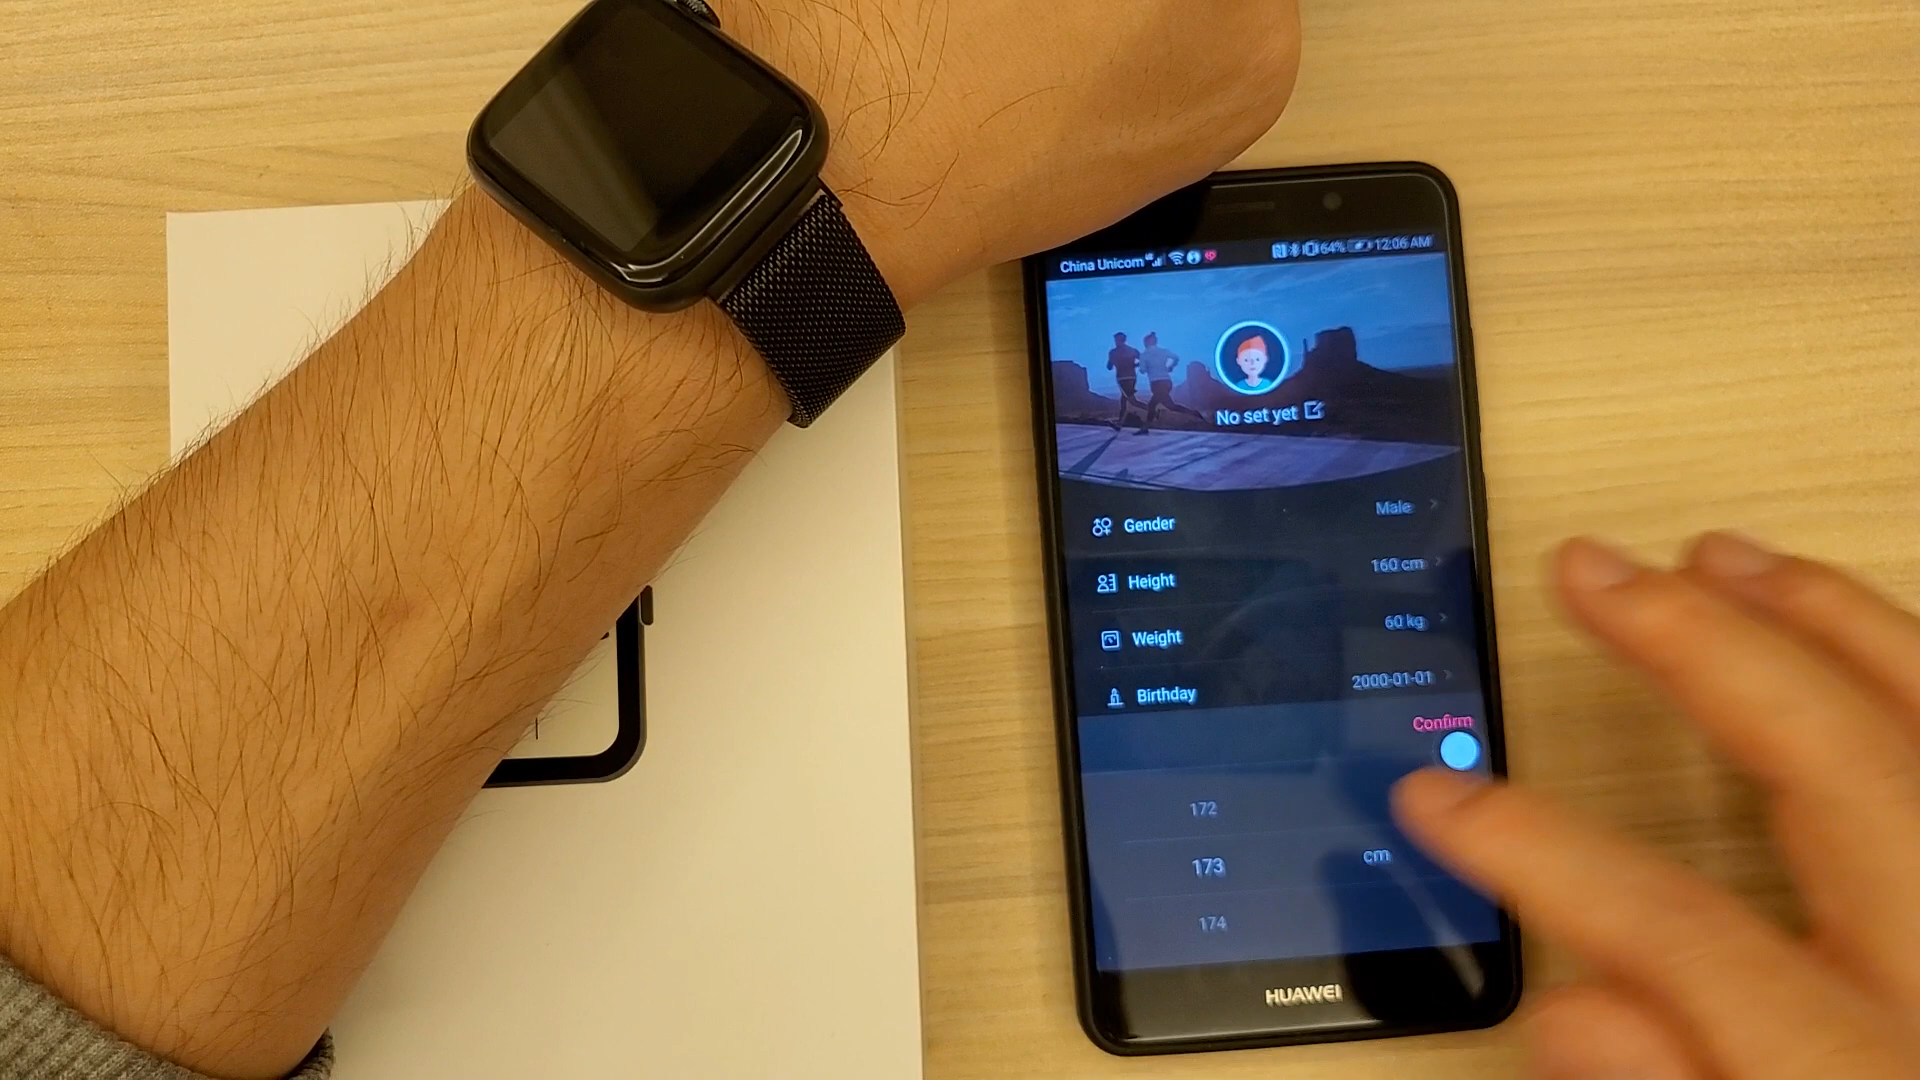 China Unicom 64% 12:06 AM
No set yet
Gender Male
Height 160 cm
Weight 60 kg
Birthday 2000-01-01
Confirm
172
173 cm
174
HUAWEI